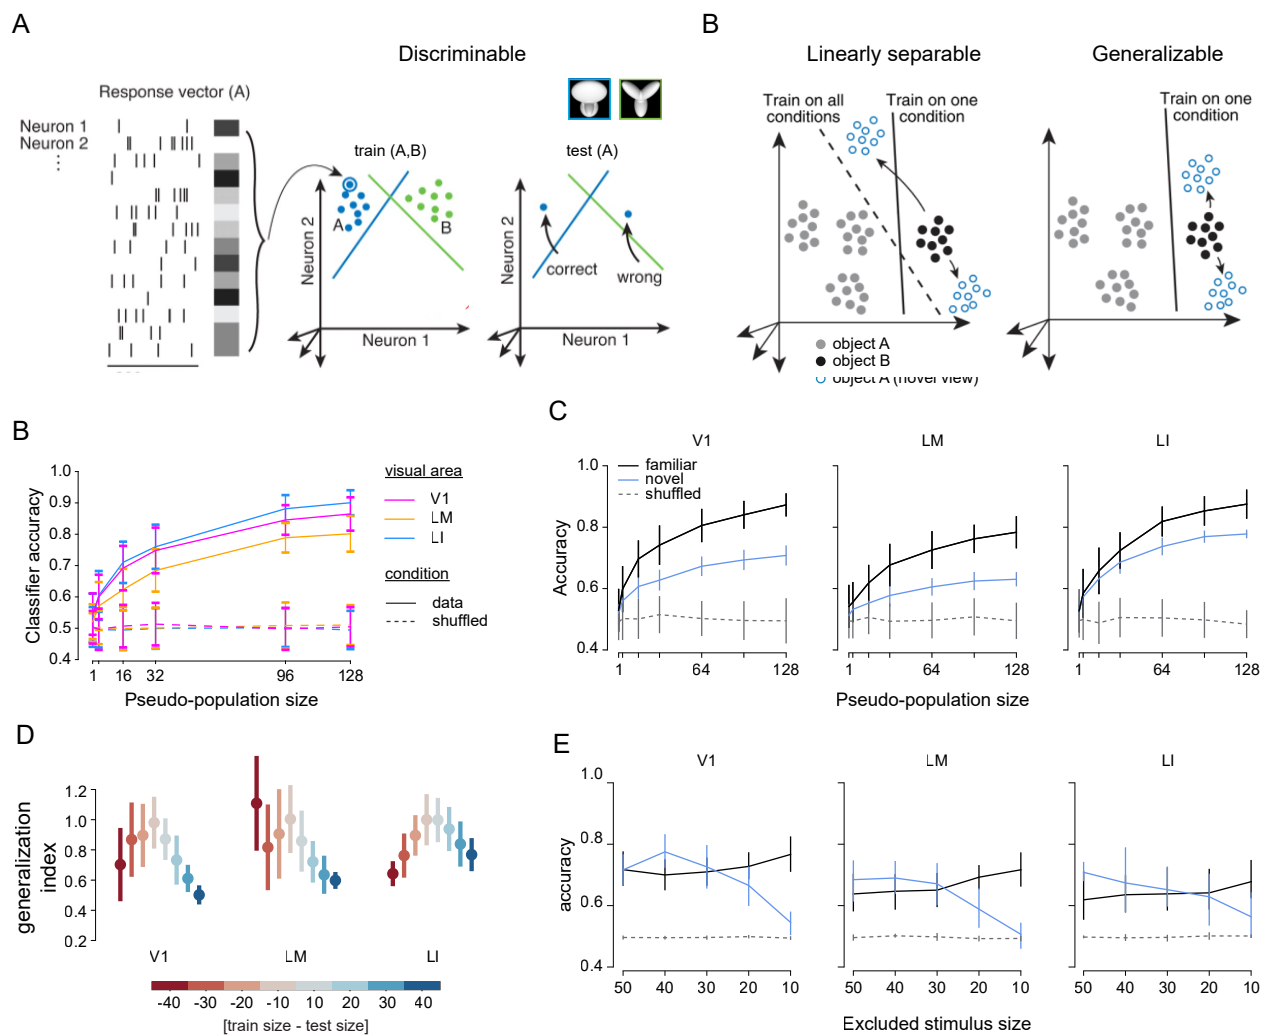 A
Discriminable
Response vector (A)
Neuron 1
Neuron 2
train (A,B)
test (A)
A
B
Neuron 2
Neuron 1
Neuron 2
correct
wrong
Neuron 1
B
Linearly separable
Generalizable
Train on all
conditions
Train on one
condition
Train on one
condition
object A
object B
object A (novel view)
B
Classifier accuracy
1.0
0.9
0.8
0.7
0.6
0.5
0.4
1 16 32 96 128
Pseudo-population size
visual area
V1
LM
LI
condition
data
shuffled
C
V1
LM
LI
familiar
novel
shuffled
Accuracy
1.0
0.8
0.6
0.4
1 64 128
1 64 128
1 64 128
Pseudo-population size
D
generalization
index
1.2
1.0
0.8
0.6
0.4
0.2
V1
LM
LI
-40 -30 -20 -10 10 20 30 40
[train size - test size]
E
V1
LM
LI
accuracy
1.0
0.8
0.6
0.4
50 40 30 20 10
50 40 30 20 10
50 40 30 20 10
Excluded stimulus size